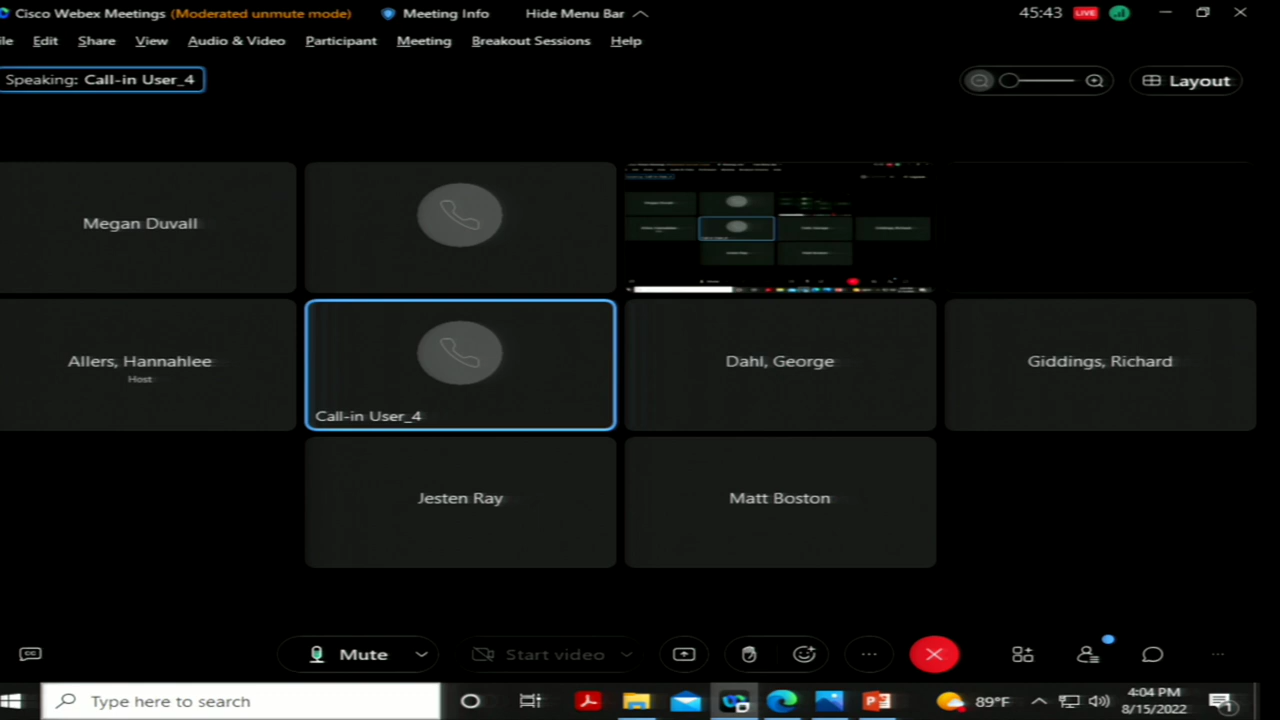 Cisco Webex Meetings (Moderated unmute mode) Meeting Info Hide Menu Bar 45:43 LIVE
ile Edit Share View Audio & Video Participant Meeting Breakout Sessions Help
Speaking: Call-in User_4
Layout
Megan Duvall
Allers, Hannahlee
Host
Call-in User_4
Dahl, George
Giddings, Richard
Jesten Ray
Matt Boston
CC Mute Start video
Type here to search
89°F
4:04 PM
8/15/2022
1